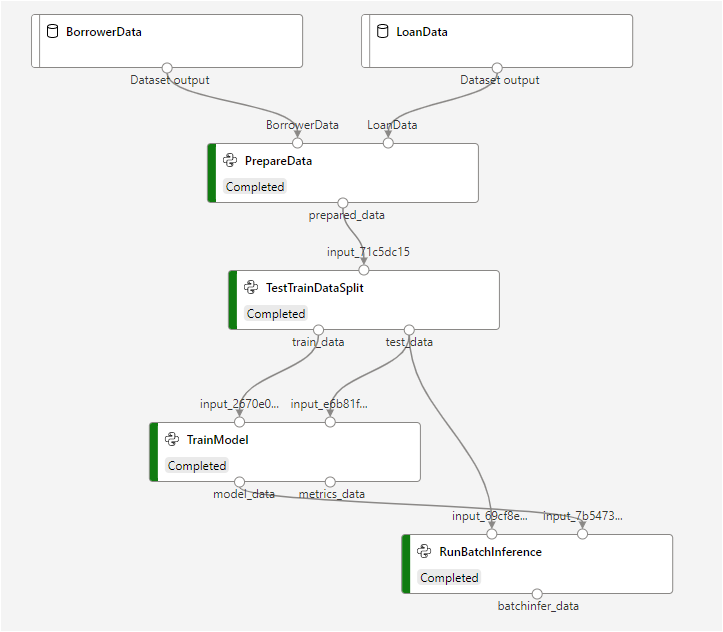 BorrowerData
LoanData
Dataset output
Dataset output
BorrowerData
LoanData
PrepareData
Completed
prepared_data
input_71c5dc15
TestTrainDataSplit
Completed
train_data
test_data
input_2670e0...
input_e6b81f...
TrainModel
Completed
model_data
metrics_data
input_69cf8e...
input_7b5473...
RunBatchInference
Completed
batchinfer_data